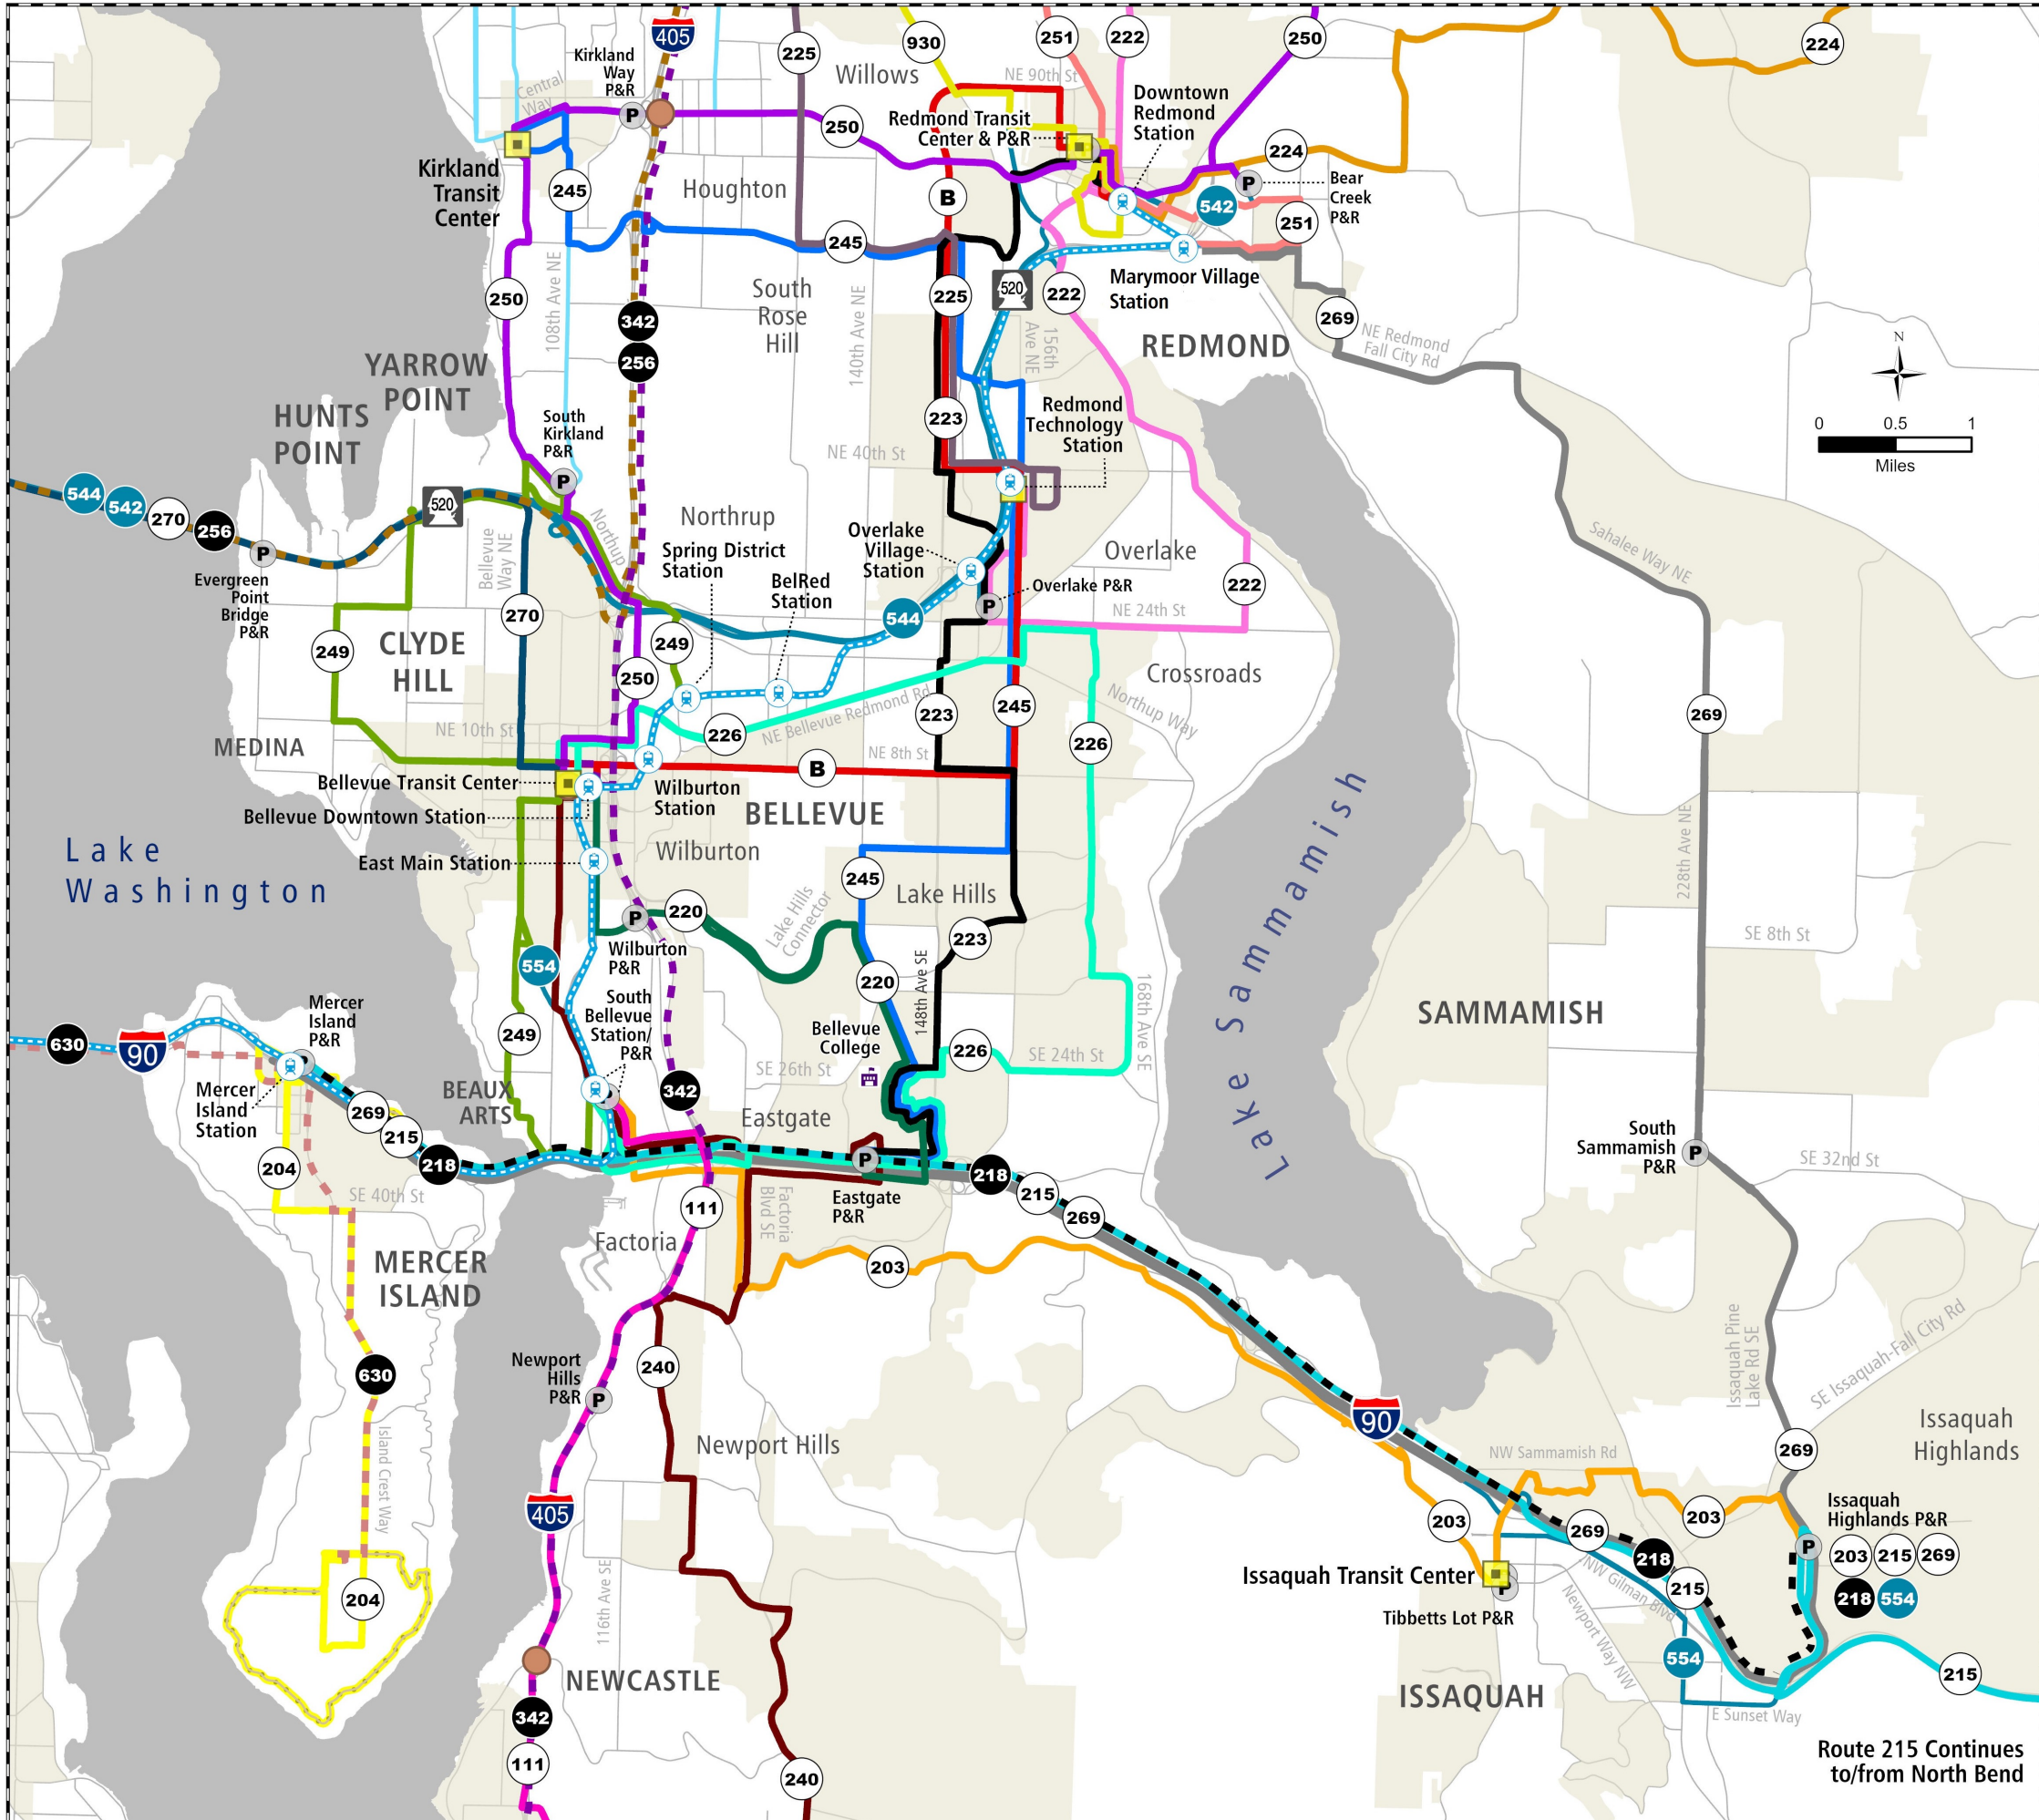 405
Kirkland
Way
P&R
225
930
251
222
250
224
Willows
NE 90th St
Central
Way
P
250
Redmond Transit
Center & P&R
Downtown
Redmond
Station
224
Kirkland
Transit
Center
245
Houghton
B
P
Bear
Creek
P&R
542
251
245
108th Ave NE
250
South
Rose
Hill
140th Ave NE
225
520
222
Marymoor Village
Station
269
NE Redmond
Fall City Rd
N
342
256
156th
Ave NE
REDMOND
YARROW
POINT
HUNTS
POINT
South
Kirkland
P&R
P
223
Redmond
Technology
Station
0 0.5 1
Miles
NE 40th St
544
542
270
256
520
P
Evergreen
Point
Bridge
P&R
Bellevue
Way NE
Northup
Northrup
Spring District
Station
BelRed
Station
Overlake
Village
Station
Overlake
P
Overlake P&R
222
NE 24th St
Sahalee Way NE
270
544
249
CLYDE
HILL
249
250
Crossroads
Northup Way
226
NE Bellevue Redmond Rd
223
245
226
269
NE 10th St
MEDINA
NE 8th St
B
Bellevue Transit Center
Wilburton
Station
BELLEVUE
Bellevue Downtown Station
East Main Station
Wilburton
Lake
Washington
245
Lake Hills
228th Ave NE
Lake Hills
Connector
P
220
223
SE 8th St
554
Wilburton
P&R
220
148th Ave SE
168th Ave SE
Lake Sammamish
SAMMAMISH
Mercer
Island
P&R
South
Bellevue
Station/
P&R
249
Bellevue
College
226
SE 24th St
SE 26th St
630
90
P
Mercer
Island
Station
BEAUX
ARTS
P
342
Eastgate
269
215
218
204
SE 40th St
P
Eastgate
P&R
218
215
269
South
Sammamish
P&R
P
SE 32nd St
111
Factoria
Blvd SE
Factoria
203
MERCER
ISLAND
Newport
Hills
P&R
P
240
630
Island Crest Way
Newport Hills
90
Issaquah Pine
Lake Rd SE
SE Issaquah-Fall City Rd
Issaquah
Highlands
NW Sammamish Rd
269
405
203
269
203
Issaquah
Highlands P&R
P
203
215
269
218
554
218
Issaquah Transit Center
P
Tibbetts Lot P&R
NW Gilman Blvd
215
Newport Way NW
204
116th Ave SE
554
215
NEWCASTLE
ISSAQUAH
E Sunset Way
342
111
240
Route 215 Continues
to/from North Bend